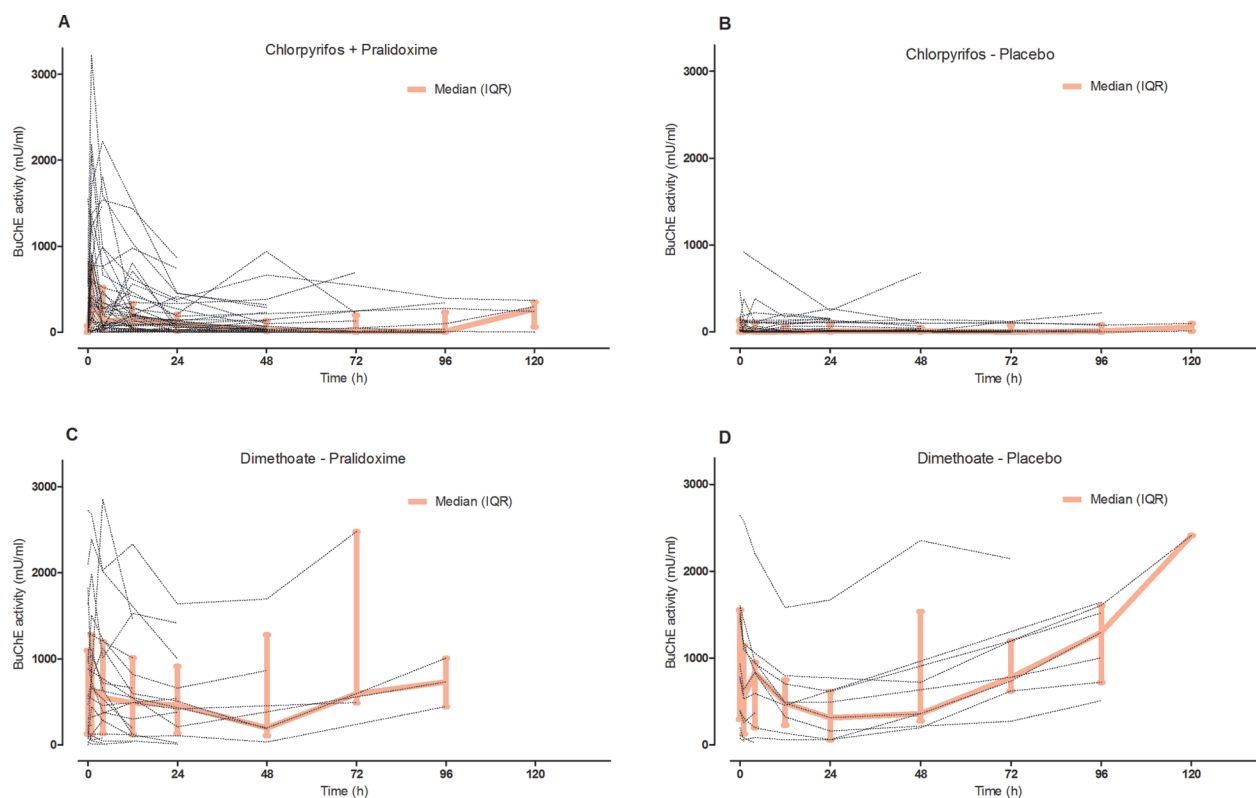 A
Chlorpyrifos + Pralidoxime
Median (IQR)
BuChE activity (mU/ml)
3000
2000
1000
0
0 24 48 72 96 120
Time (h)
B
Chlorpyrifos - Placebo
Median (IQR)
BuChE activity (mU/ml)
3000
2000
1000
0
0 24 48 72 96 120
Time (h)
C
Dimethoate - Pralidoxime
Median (IQR)
BuChE activity (mU/ml)
3000
2000
1000
0
0 24 48 72 96 120
Time (h)
D
Dimethoate - Placebo
Median (IQR)
BuChE activity (mU/ml)
3000
2000
1000
0
0 24 48 72 96 120
Time (h)